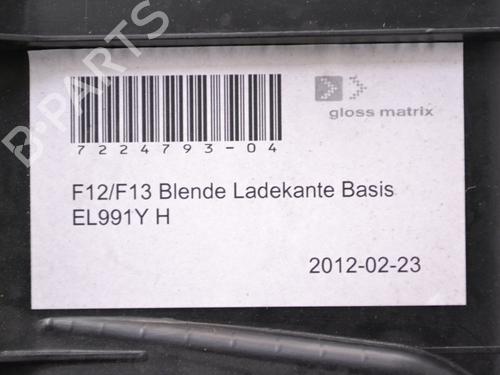 B-PARTS
gloss matrix
7224793-04
F12/F13 Blende Ladekante Basis
EL991Y H
2012-02-23